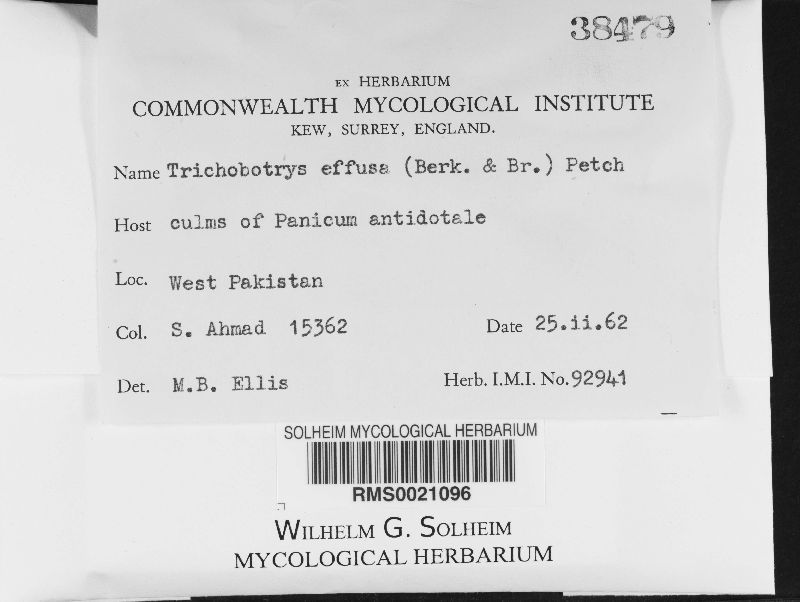 38479
EX HERBARIUM
COMMONWEALTH MYCOLOGICAL INSTITUTE
KEW, SURREY, ENGLAND.
Name Trichobotrys effusa (Berk. & Br.) Petch
Host culms of Panicum antidotale
Loc. West Pakistan
Col. S. Ahmad 15362 Date 25.ii.62
Det. M.B. Ellis Herb. I.M.I. No. 92941
SOLHEIM MYCOLOGICAL HERBARIUM
RMS0021096
WILHELM G. SOLHEIM
MYCOLOGICAL HERBARIUM